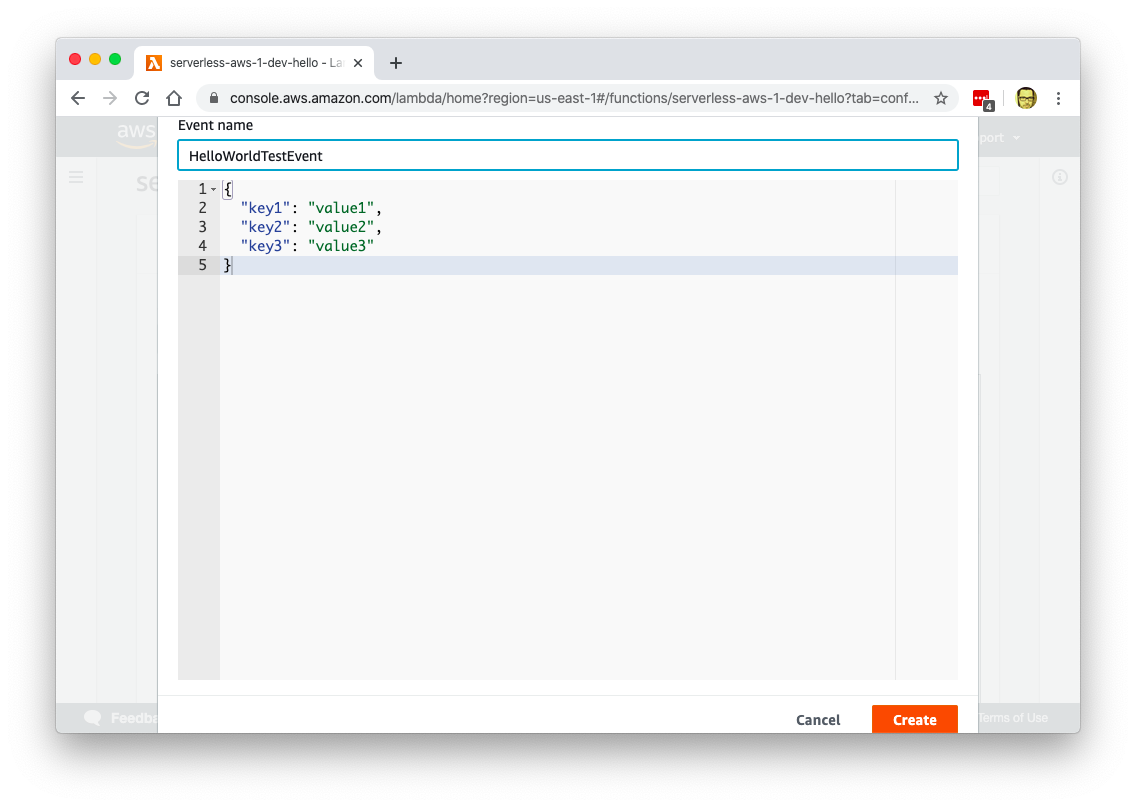 serverless-aws-1-dev-hello - La
console.aws.amazon.com/lambda/home?region=us-east-1#/functions/serverless-aws-1-dev-hello?tab=conf...
4
aws
port
se
Event name
HelloWorldTestEvent
1 {
2 "key1": "value1",
3 "key2": "value2",
4 "key3": "value3"
5 }
Feedba
Terms of Use
Cancel
Create